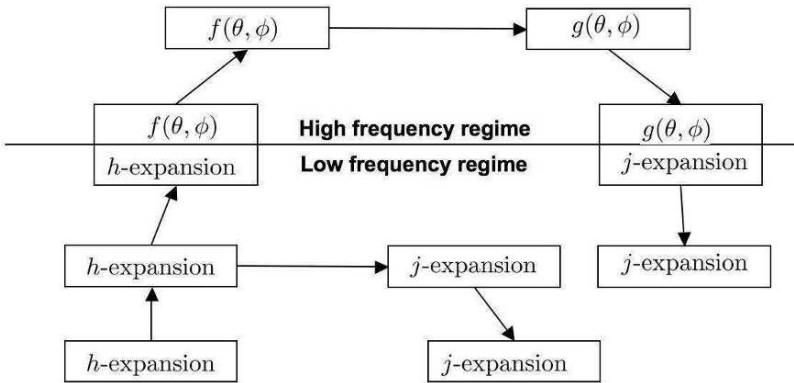 f(θ, ϕ)
g(θ, ϕ)
f(θ, ϕ)
High frequency regime
g(θ, ϕ)
h-expansion
Low frequency regime
j-expansion
h-expansion
j-expansion
j-expansion
h-expansion
j-expansion